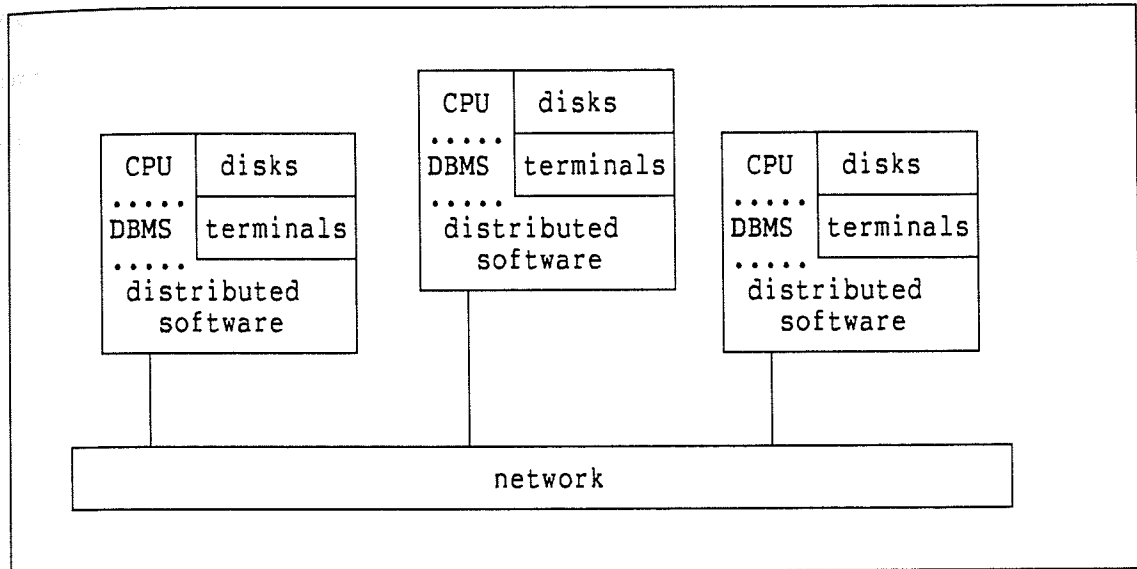 CPU disks
DBMS terminals
distributed
software
CPU disks
DBMS terminals
distributed
software
CPU disks
DBMS terminals
distributed
software
network